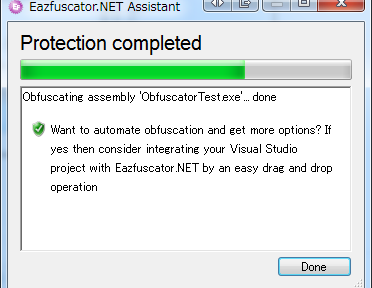 Eazfuscator.NET Assistant
Protection completed
Obfuscating assembly 'ObfuscatorTest.exe'... done
Want to automate obfuscation and get more options? If
yes then consider integrating your Visual Studio
project with Eazfuscator.NET by an easy drag and drop
operation
Done